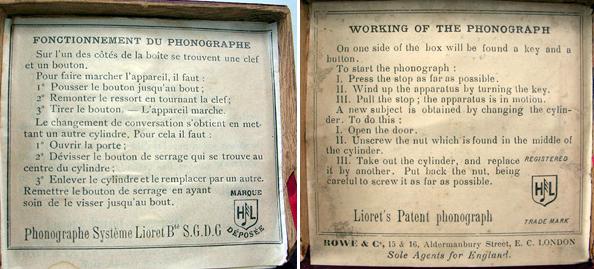 FONCTIONNEMENT DU PHONOGRAPHE
Sur l'un des côtés de la boîte se trouvent une clef
et un bouton.
Pour faire marcher l'appareil, il faut :
1° Pousser le bouton jusqu'au bout ;
2° Remonter le ressort en tournant la clef ;
3° Tirer le bouton. — L'appareil marche.
Le changement de conversation s'obtient en met-
tant un autre cylindre. Pour cela il faut :
1° Ouvrir la porte ;
2° Dévisser le bouton de serrage qui se trouve au
centre du cylindre ;
3° Enlever le cylindre et le remplacer par un autre.
Remettre le bouton de serrage en ayant
soin de le visser jusqu'au bout.
MARQUE
HL
DÉPOSÉE
Phonographe Système Lioret Bté S.G.D.G
WORKING OF THE PHONOGRAPH
On one side of the box will be found a key and a
button.
To start the phonograph :
I. Press the stop as far as possible.
II. Wind up the apparatus by turning the key.
III. Pull the stop ; the apparatus is in motion.
A new subject is obtained by changing the cylin-
der. To do this :
I. Open the door.
II. Unscrew the nut which is found in the middle of
the cylinder.
III. Take out the cylinder, and replace
it by another. Put back the nut, being
careful to screw it as far as possible.
REGISTERED
HL
TRADE MARK
Lioret's Patent phonograph
ROWE & Co, 15 & 16, Aldermanbury Street, E. C. LONDON
Sole Agents for England.